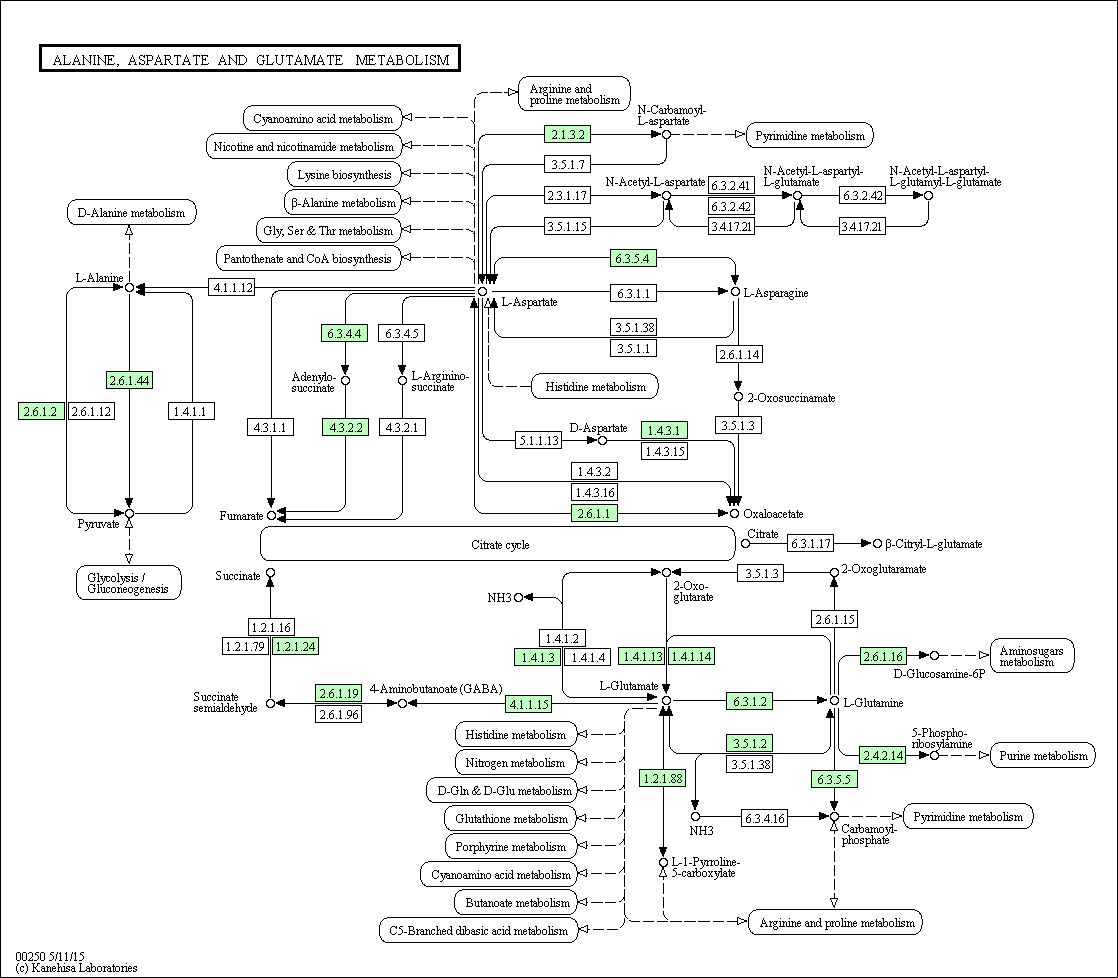 ALANINE, ASPARTATE AND GLUTAMATE METABOLISM
Arginine and
proline metabolism
Cyanoamino acid metabolism
N-Carbamoyl-
L-aspartate
2.1.3.2
Pyrimidine metabolism
Nicotine and nicotinamide metabolism
3.5.1.7
Lysine biosynthesis
N-Acetyl-L-aspartate
6.3.2.41
N-Acetyl-L-aspartyl-
L-glutamate
N-Acetyl-L-aspartyl-
L-glutamyl-L-glutamate
β-Alanine metabolism
2.3.1.17
6.3.2.42
6.3.2.42
D-Alanine metabolism
Gly, Ser & Thr metabolism
3.5.1.15
3.4.17.21
3.4.17.21
Pantothenate and CoA biosynthesis
6.3.5.4
L-Alanine
4.1.1.12
L-Aspartate
6.3.1.1
L-Asparagine
6.3.4.4
6.3.4.5
3.5.1.38
3.5.1.1
2.6.1.14
2.6.1.44
Adenylo-
succinate
L-Arginino-
succinate
Histidine metabolism
2-Oxosuccinamate
2.6.1.2
2.6.1.12
1.4.1.1
4.3.1.1
4.3.2.2
4.3.2.1
D-Aspartate
5.1.1.13
1.4.3.1
1.4.3.15
3.5.1.3
1.4.3.2
1.4.3.16
2.6.1.1
Pyruvate
Fumarate
Oxaloacetate
Citrate cycle
Citrate
6.3.1.17
β-Citryl-L-glutamate
Glycolysis /
Gluconeogenesis
Succinate
NH3
2-Oxo-
glutarate
3.5.1.3
2-Oxoglutaramate
1.2.1.16
1.2.1.79
1.2.1.24
1.4.1.2
1.4.1.3
1.4.1.4
1.4.1.13
1.4.1.14
2.6.1.15
2.6.1.16
D-Glucosamine-6P
Aminosugars
metabolism
Succinate
semialdehyde
2.6.1.19
2.6.1.96
4-Aminobutanoate (GABA)
4.1.1.15
L-Glutamate
6.3.1.2
L-Glutamine
Histidine metabolism
3.5.1.2
3.5.1.38
5-Phospho-
ribosylamine
2.4.2.14
Purine metabolism
Nitrogen metabolism
1.2.1.88
6.3.5.5
D-Gln & D-Glu metabolism
Glutathione metabolism
NH3
6.3.4.16
Carbamoyl-
phosphate
Pyrimidine metabolism
Porphyrine metabolism
L-1-Pyrroline-
5-carboxylate
Cyanoamino acid metabolism
Butanoate metabolism
C5-Branched dibasic acid metabolism
Arginine and proline metabolism
00250 5/11/15
(c) Kanehisa Laboratories